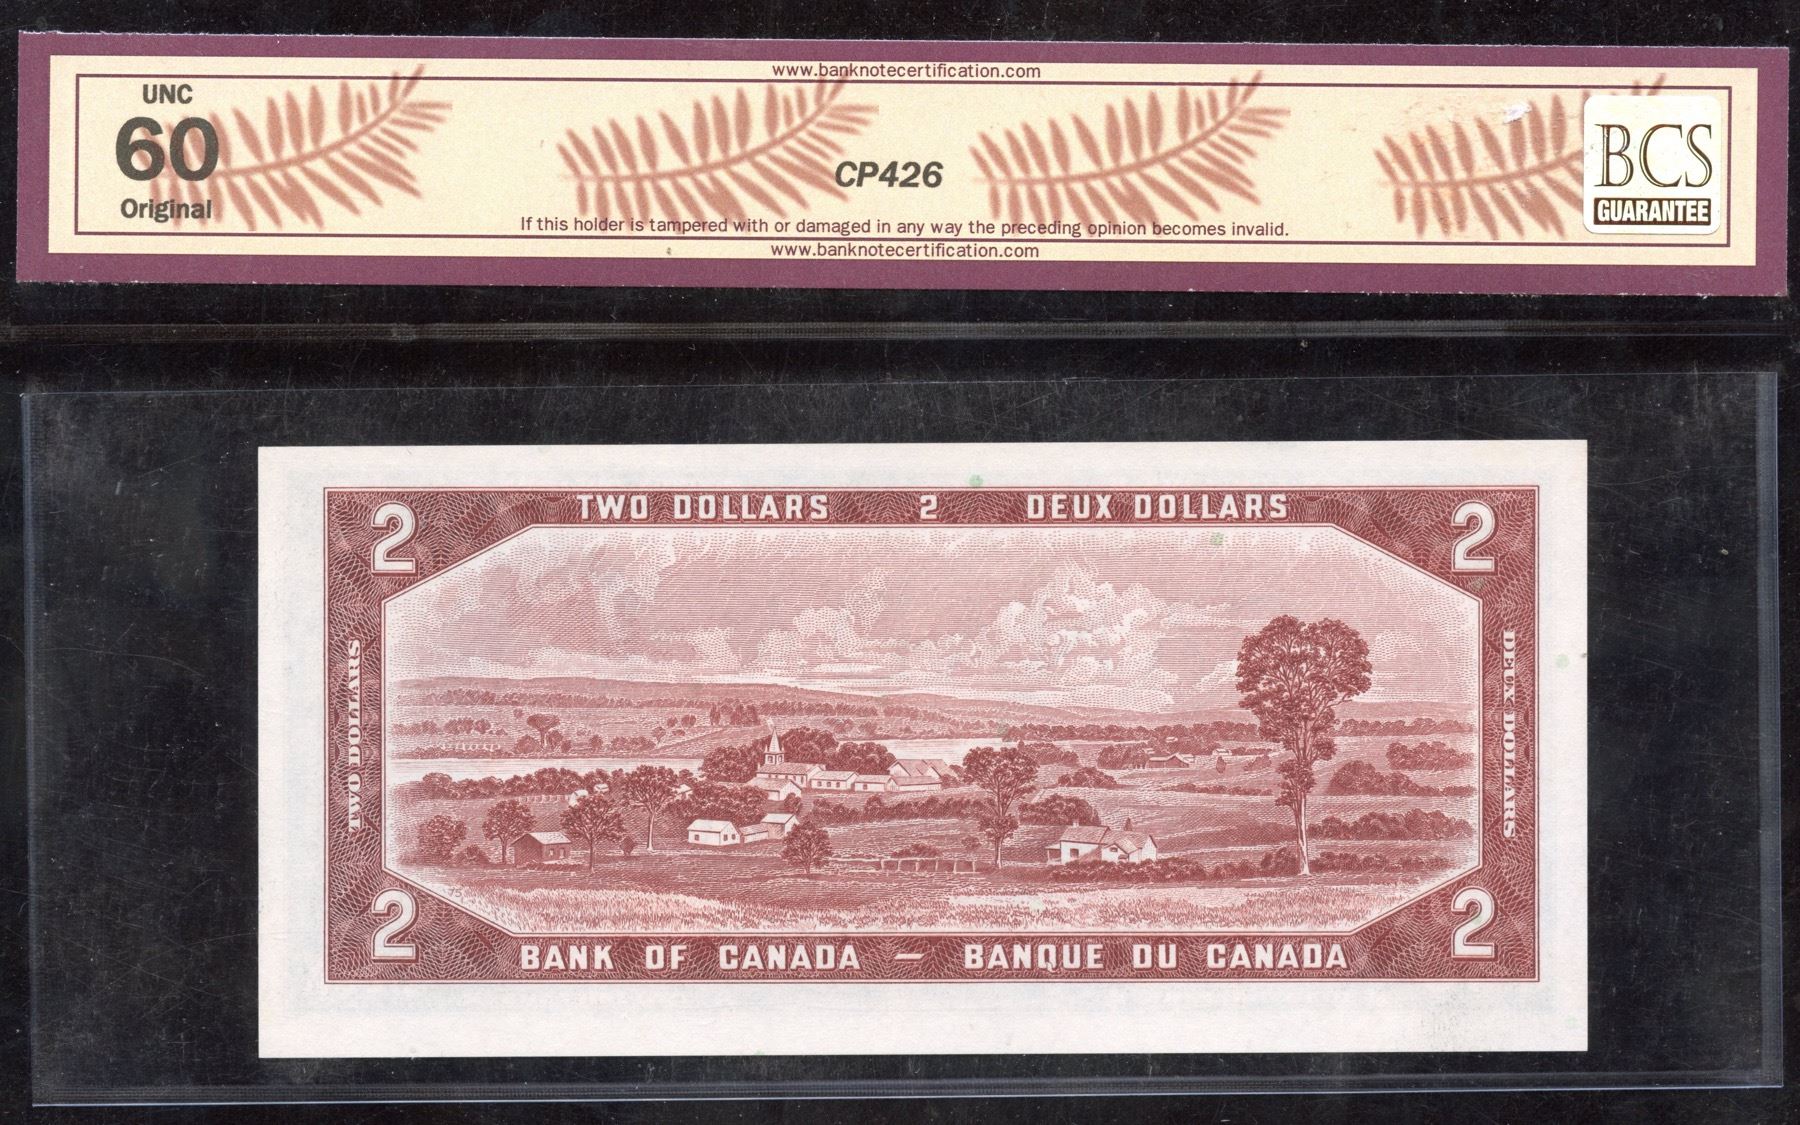 www.banknotecertification.com
UNC
60
Original
CP426
BCS
GUARANTEE
If this holder is tampered with or damaged in any way the preceding opinion becomes invalid.
www.banknotecertification.com
2 TWO DOLLARS 2 DEUX DOLLARS 2
TWO DOLLARS
DEUX DOLLARS
75
2 BANK OF CANADA — BANQUE DU CANADA 2